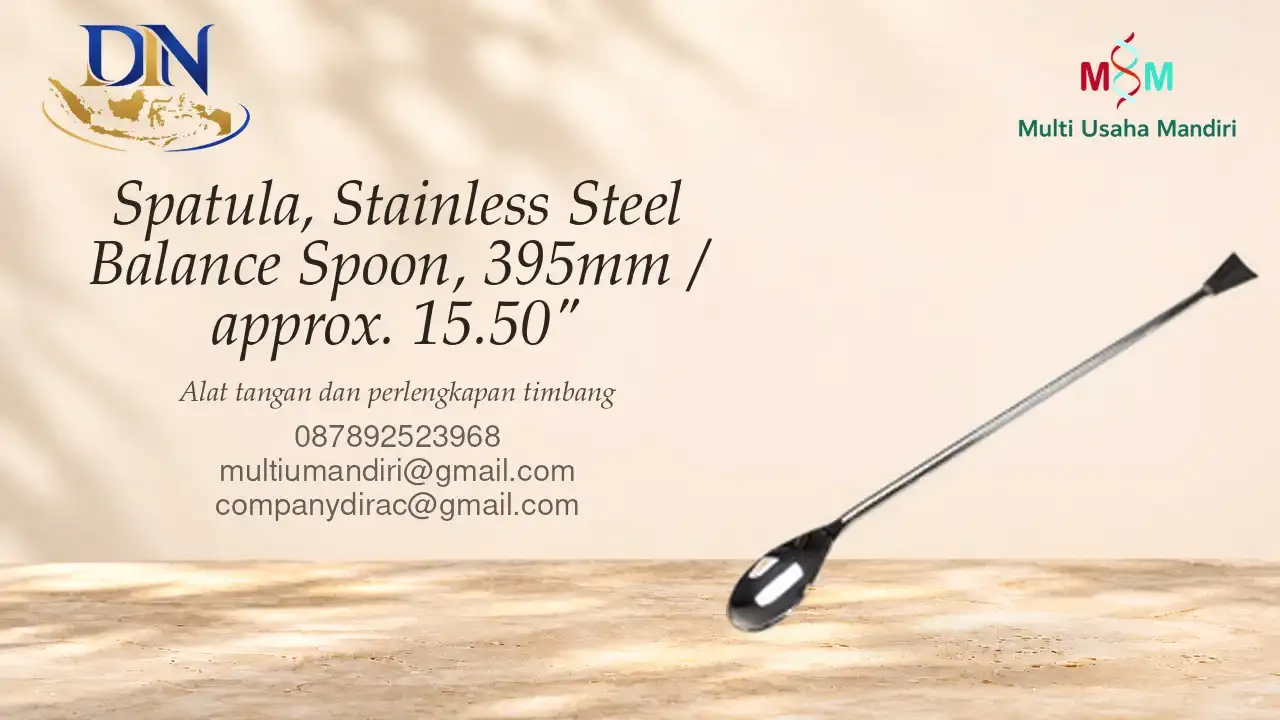 DN
M M
Multi Usaha Mandiri
Spatula, Stainless Steel
Balance Spoon, 395mm /
approx. 15.50"
Alat tangan dan perlengkapan timbang
087892523968
multiumandiri@gmail.com
companydirac@gmail.com